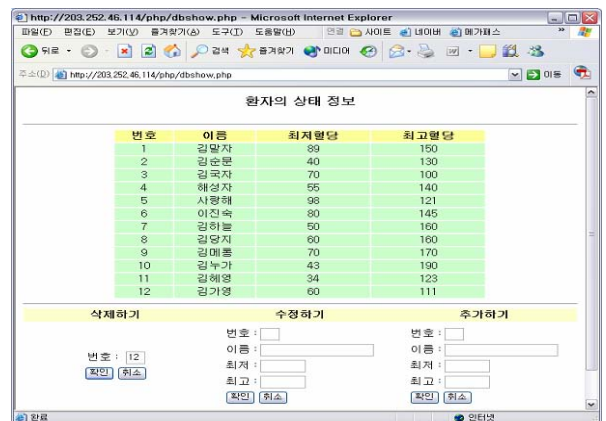 http://203.252.46.114/php/dbshow.php - Microsoft Internet Explorer
파일(F) 편집(E) 보기(V) 즐겨찾기(A) 도구(T) 도움말(H) 연결 사이트 네이버 메가패스 »
뒤로 검색 즐겨찾기 미디어
주소(D) http://203.252.46.114/php/dbshow.php 이동
환자의 상태 정보
번호 이름 최저혈당 최고혈당
1 김말자 89 150
2 김순문 40 130
3 김국자 70 100
4 해성자 55 140
5 사랑해 98 121
6 이진숙 80 145
7 김하늘 50 160
8 김당지 60 160
9 김메롱 70 170
10 김누가 43 190
11 김혜영 34 123
12 김가영 60 111
삭제하기 수정하기 추가하기
번호 : 번호 :
이름 : 이름 :
번호 : 12 최저 : 최저 :
확인 취소 최고 : 최고 :
확인 취소 확인 취소
완료 인터넷